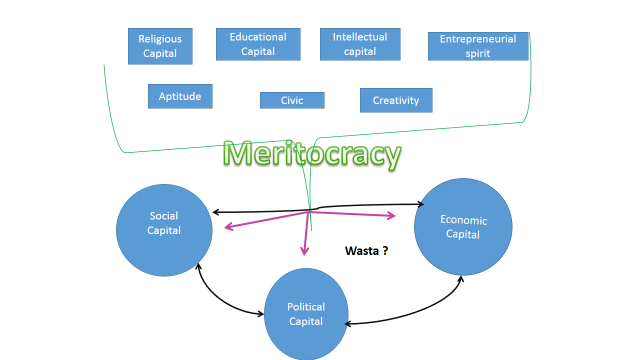 Religious
Capital
Educational
Capital
Intellectual
capital
Entrepreneurial
spirit
Aptitude
Civic
Creativity
Meritocracy
Social
Capital
Economic
Capital
Wasta ?
Political
Capital